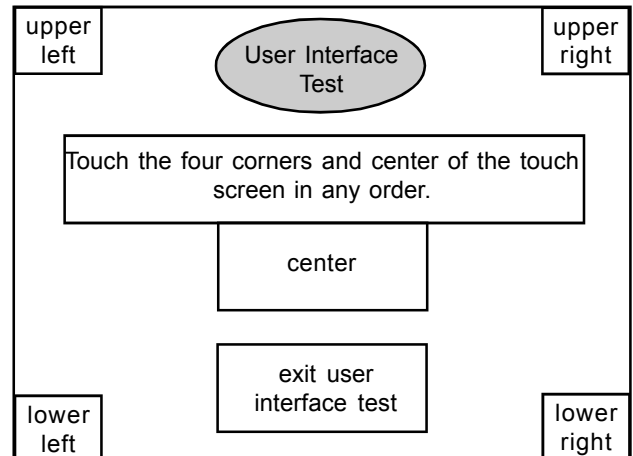 upper
left
User Interface
Test
upper
right
Touch the four corners and center of the touch
screen in any order.
center
exit user
interface test
lower
left
lower
right